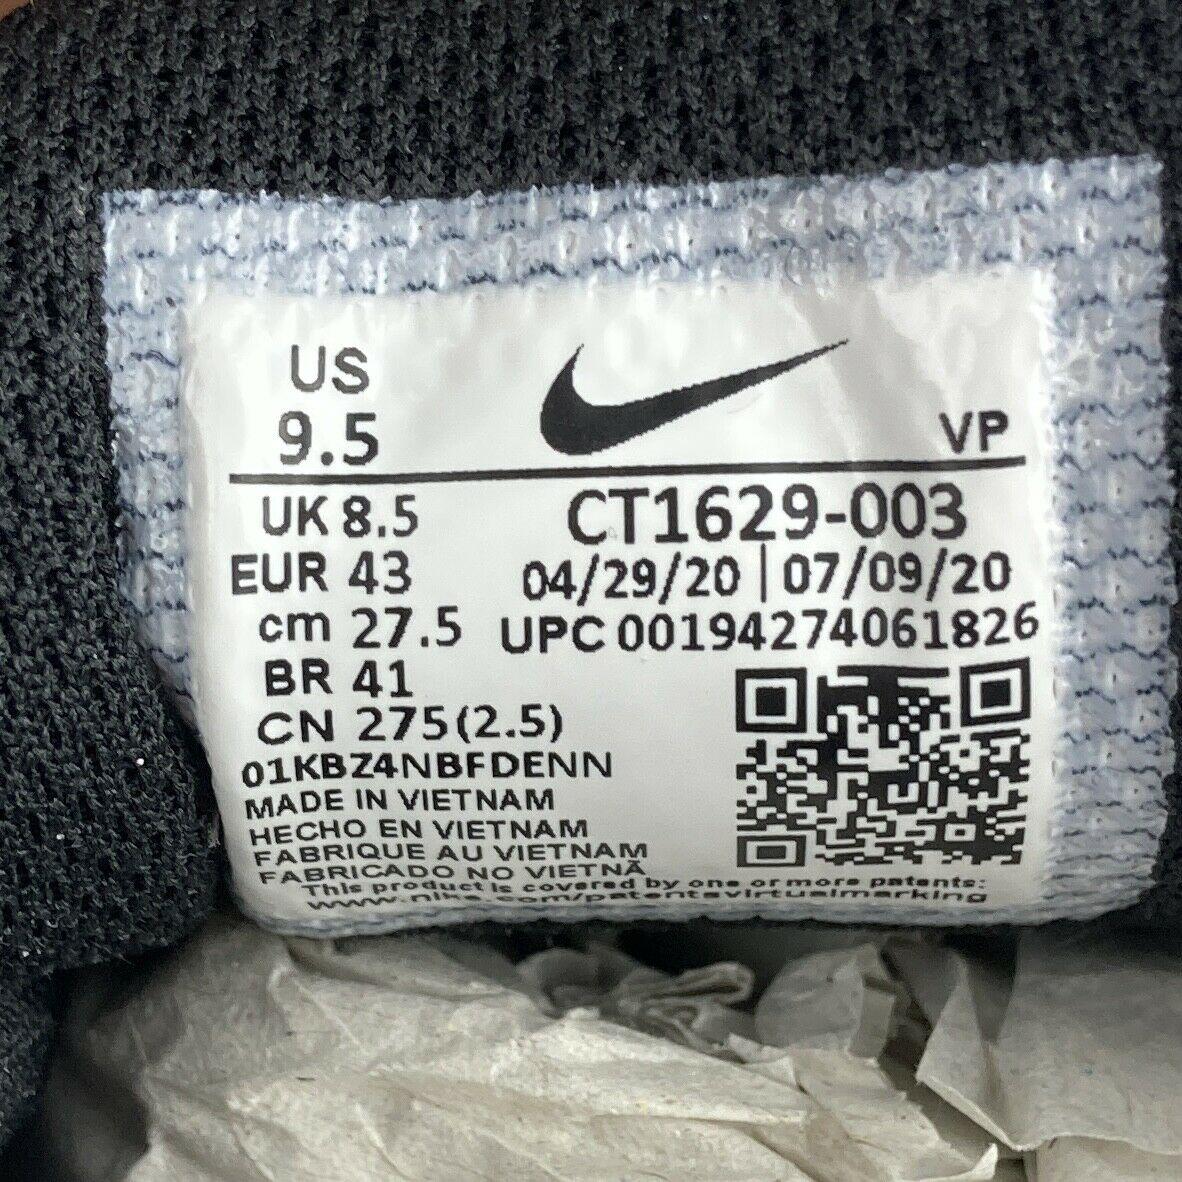 US
9.5
VP
UK 8.5
EUR 43
cm 27.5
BR 41
CN 275(2.5)
CT1629-003
04/29/20 | 07/09/20
UPC 00194274061826
01KBZ4NBFDENN
MADE IN VIETNAM
HECHO EN VIETNAM
FABRIQUE AU VIETNAM
FABRICADO NO VIETNÃ
This product is covered by one or more patents:
www.nike.com/patentsvirtualmarking